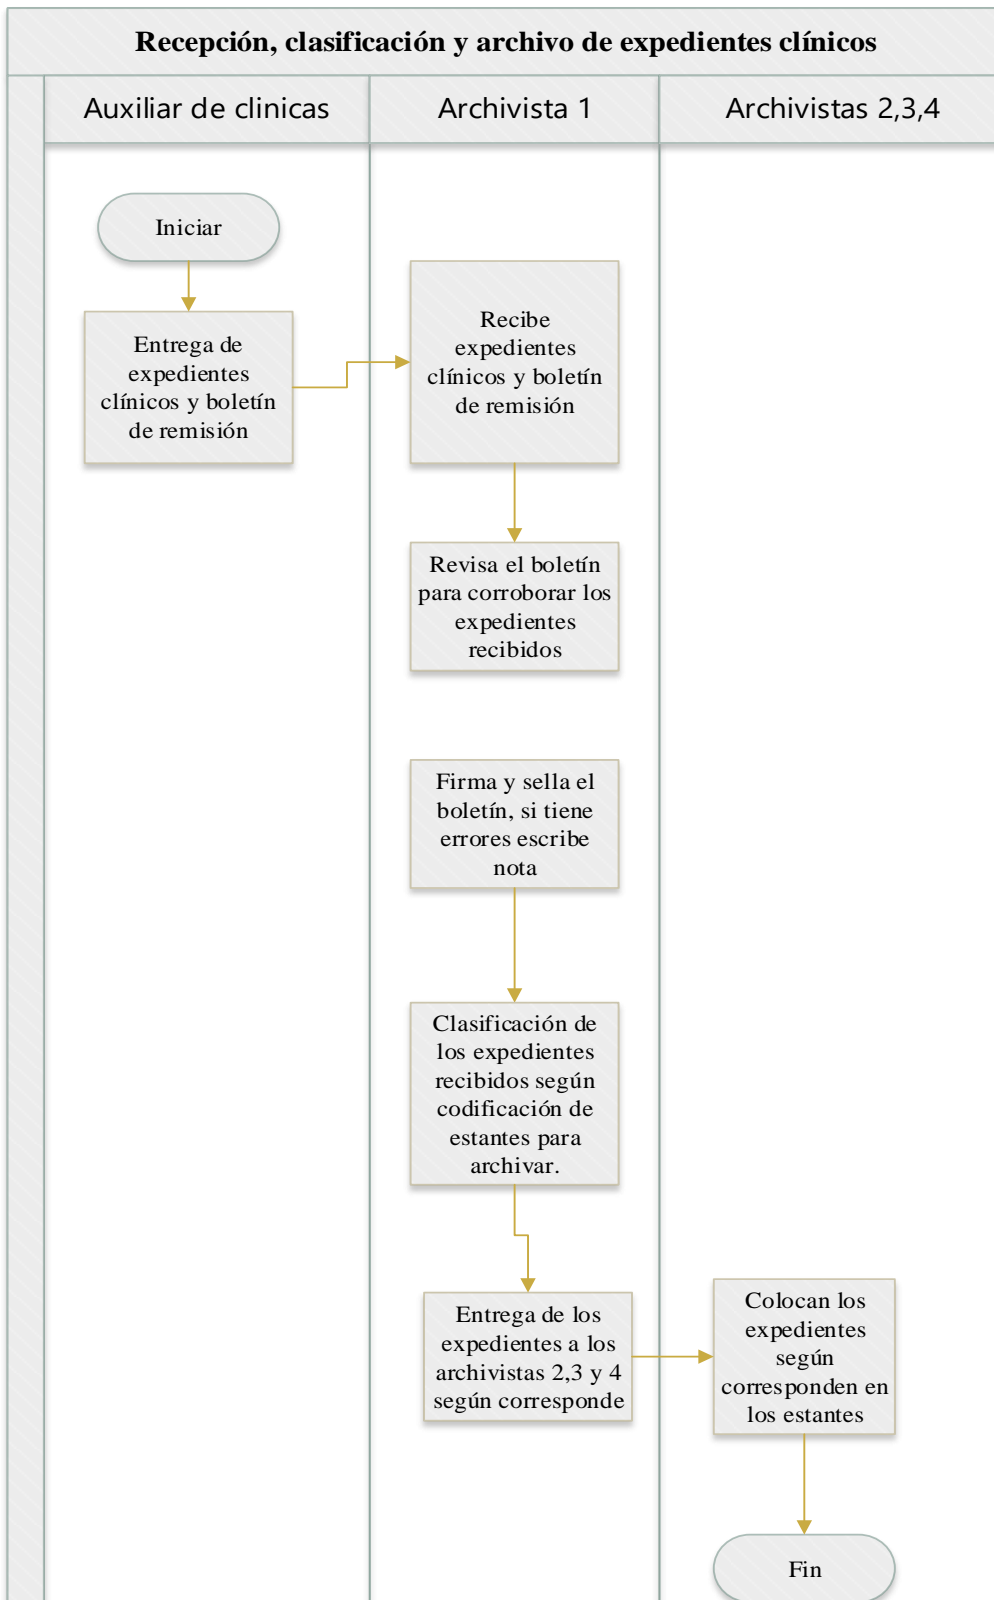 Recepción, clasificación y archivo de expedientes clínicos
Auxiliar de clinicas
Archivista 1
Archivistas 2,3,4
Iniciar
Entrega de
expedientes
clínicos y boletín
de remisión
Recibe
expedientes
clínicos y boletín
de remisión
Revisa el boletín
para corroborar los
expedientes
recibidos
Firma y sella el
boletín, si tiene
errores escribe
nota
Clasificación de
los expedientes
recibidos según
codificación de
estantes para
archivar.
Entrega de los
expedientes a los
archivistas 2,3 y 4
según corresponde
Colocan los
expedientes
según
corresponden en
los estantes
Fin